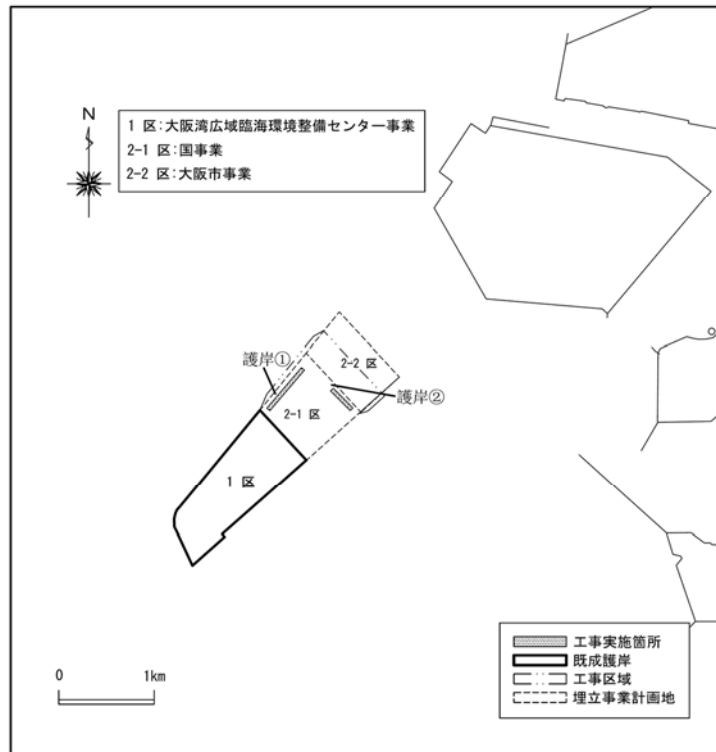 N
1 区:大阪湾広域臨海環境整備センター事業
2-1 区:国事業
2-2 区:大阪市事業
護岸①
2-2 区
護岸②
2-1 区
1 区
工事実施箇所
既成護岸
工事区域
埋立事業計画地
0 1km